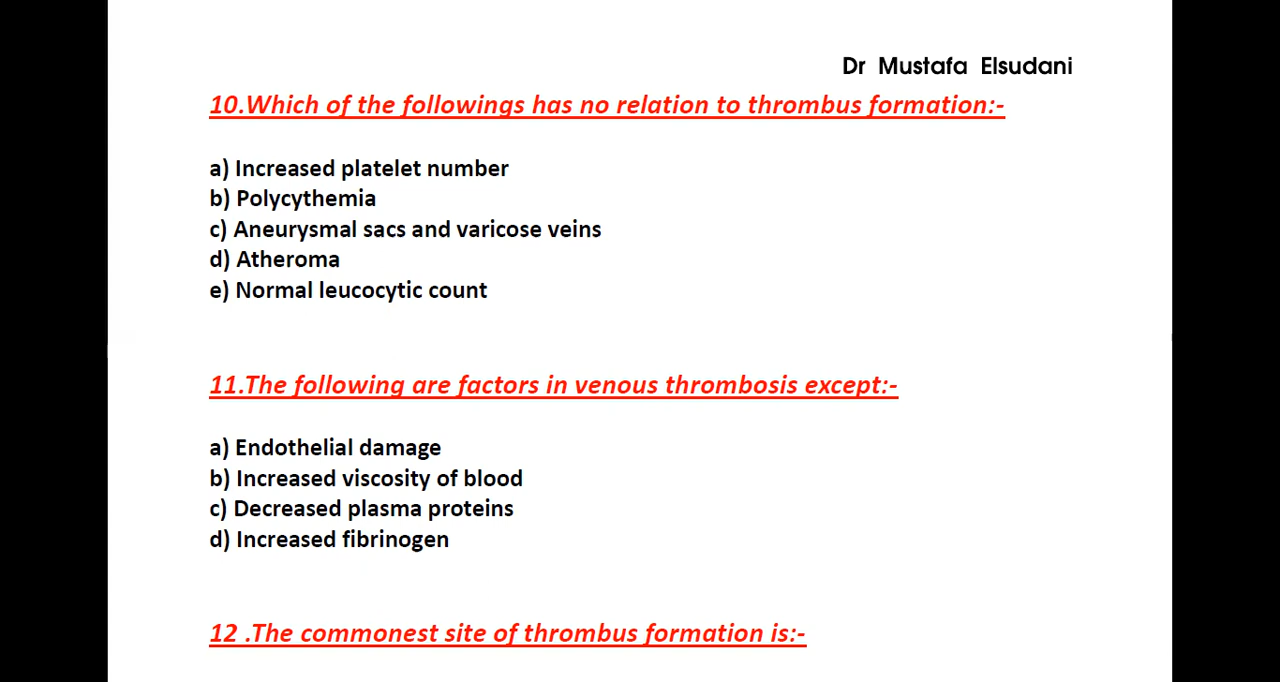 Dr Mustafa Elsudani
10.Which of the followings has no relation to thrombus formation:-
a) Increased platelet number
b) Polycythemia
c) Aneurysmal sacs and varicose veins
d) Atheroma
e) Normal leucocytic count
11.The following are factors in venous thrombosis except:-
a) Endothelial damage
b) Increased viscosity of blood
c) Decreased plasma proteins
d) Increased fibrinogen
12 .The commonest site of thrombus formation is:-